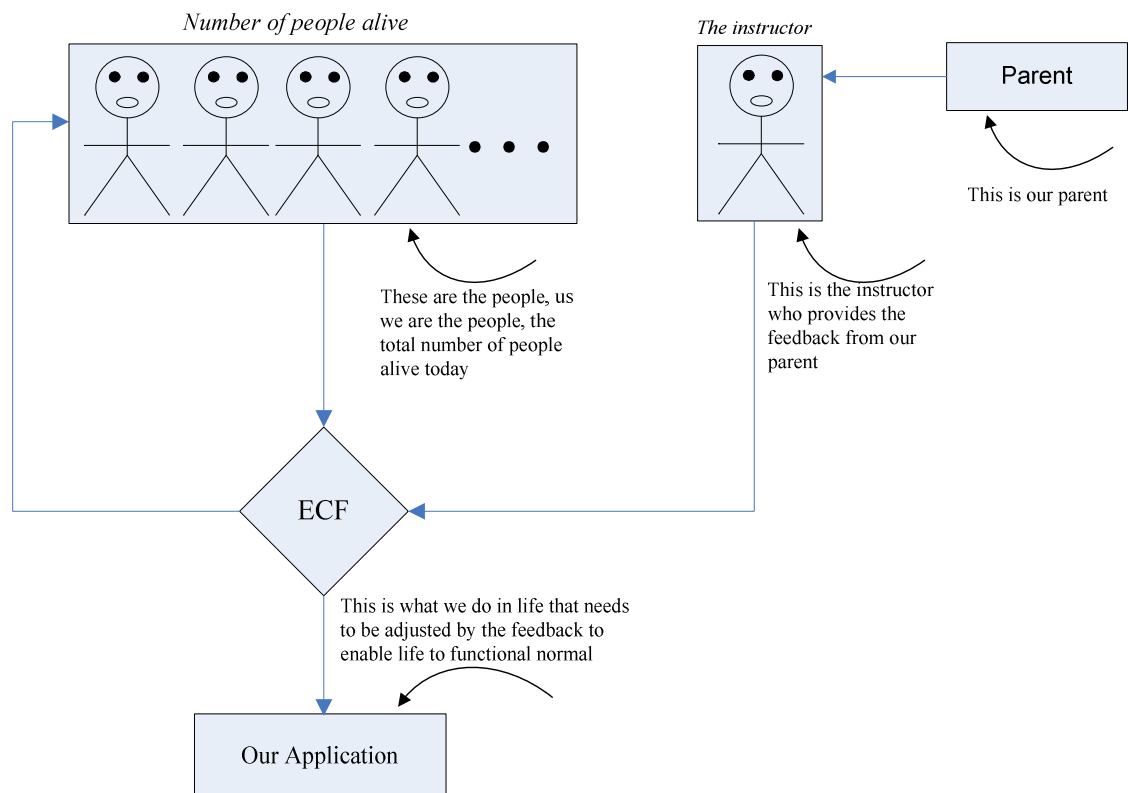 Number of people alive
The instructor
Parent
This is our parent
These are the people, us
we are the people, the
total number of people
alive today
This is the instructor
who provides the
feedback from our
parent
ECF
This is what we do in life that needs
to be adjusted by the feedback to
enable life to functional normal
Our Application